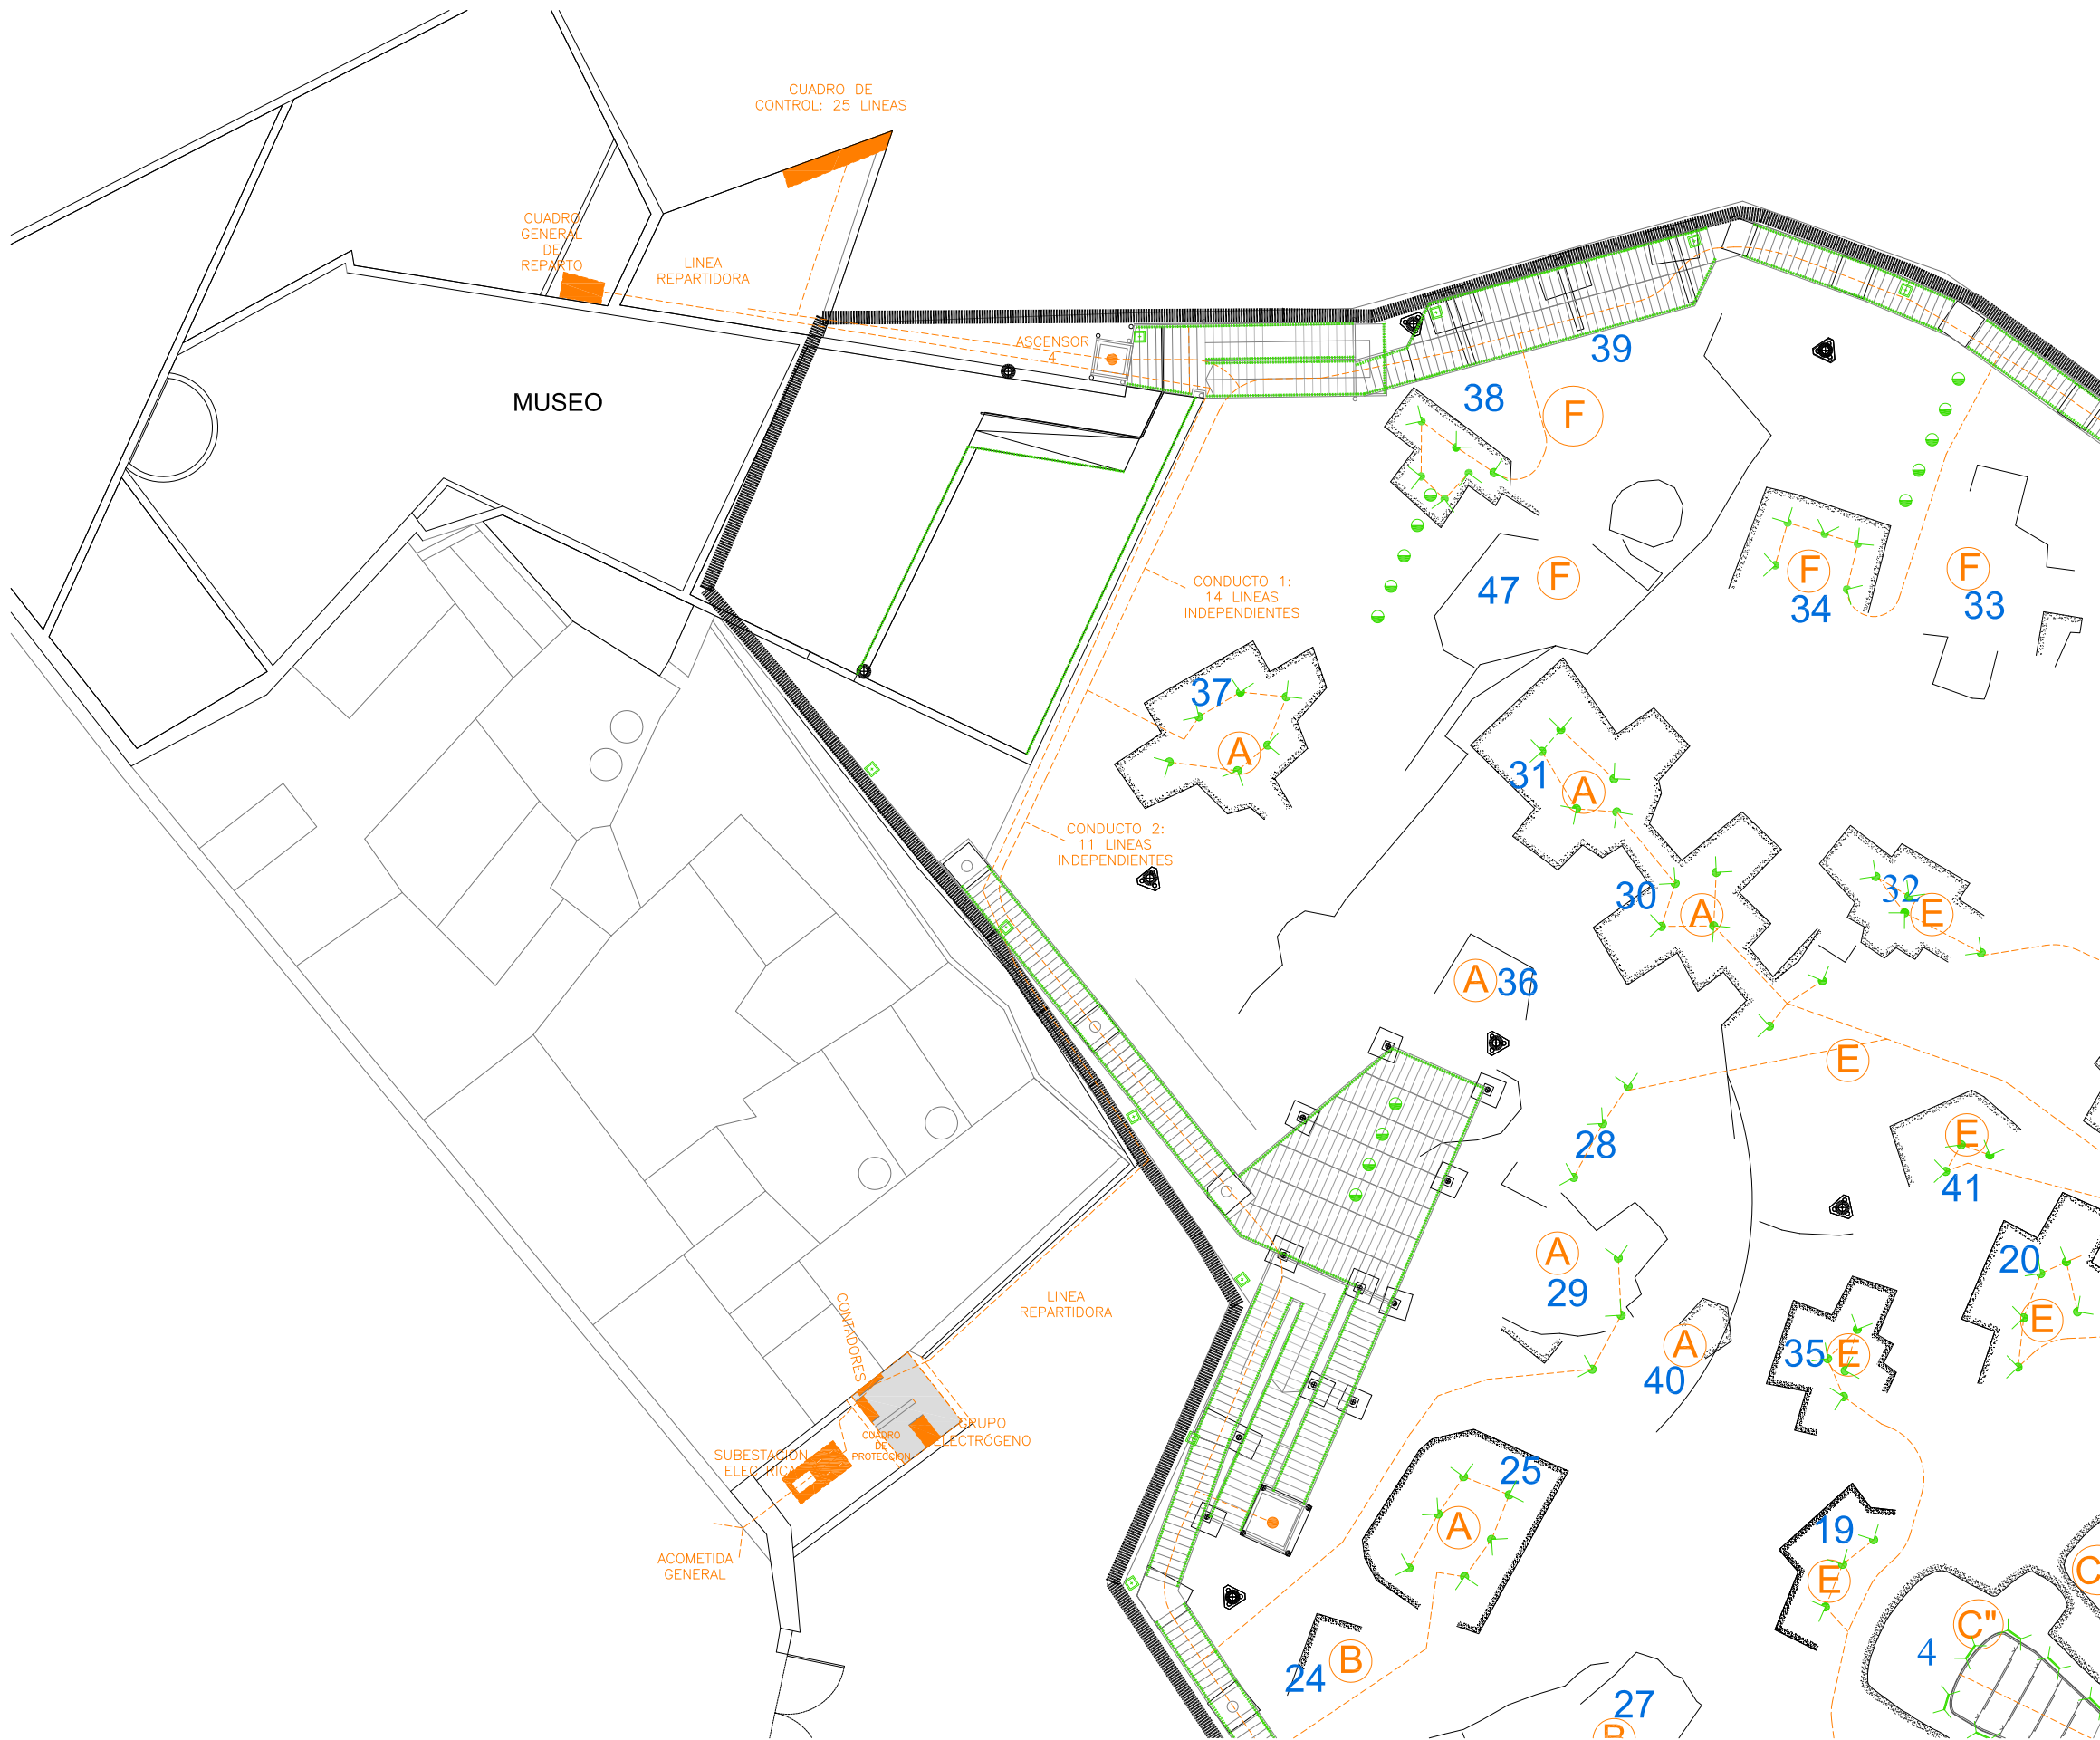 CUADRO DE
CONTROL: 25 LINEAS
CUADRO
GENERAL
DE
REPARTO
LINEA
REPARTIDORA
ASCENSOR
4
MUSEO
39
38
F
47
F
F
34
F
33
CONDUCTO 1:
14 LINEAS
INDEPENDIENTES
37
A
31
A
CONDUCTO 2:
11 LINEAS
INDEPENDIENTES
30
A
32
E
A
36
E
28
E
41
A
29
20
E
LINEA
REPARTIDORA
CONTADORES
A
40
35
E
GRUPO
ELECTRÓGENO
CUADRO
DE
PROTECCION
SUBESTACION
ELECTRICA
25
A
19
E
ACOMETIDA
GENERAL
C
C"
4
B
24
27
B